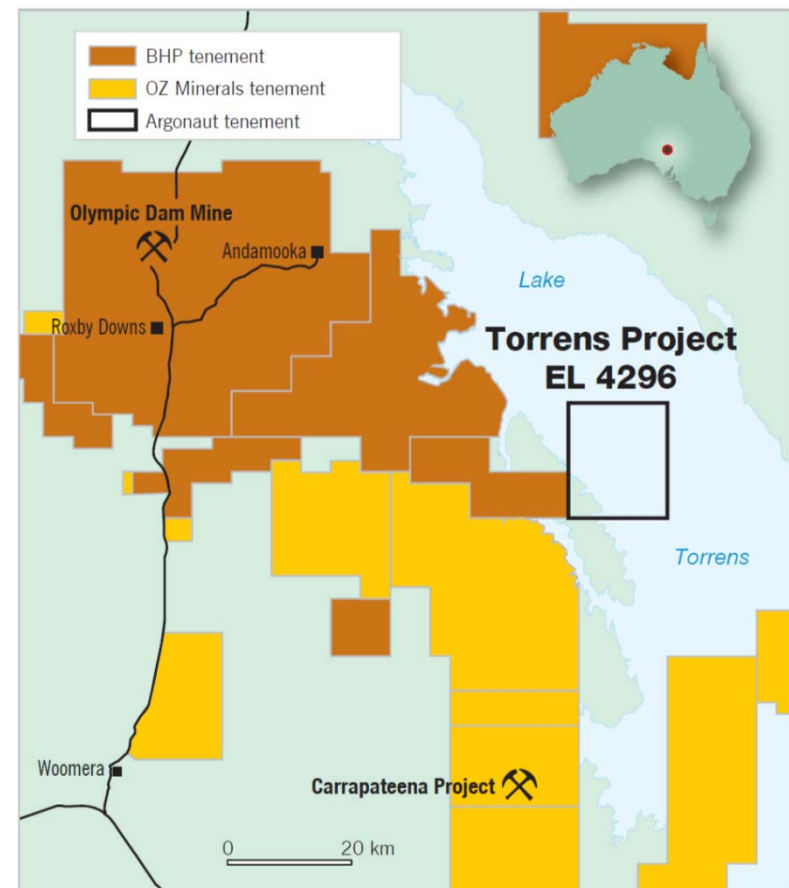 BHP tenement
OZ Minerals tenement
Argonaut tenement
Olympic Dam Mine
Andamooka
Lake
Roxby Downs
Torrens Project
EL 4296
Torrens
Woomera
Carrapateena Project
0 20 km